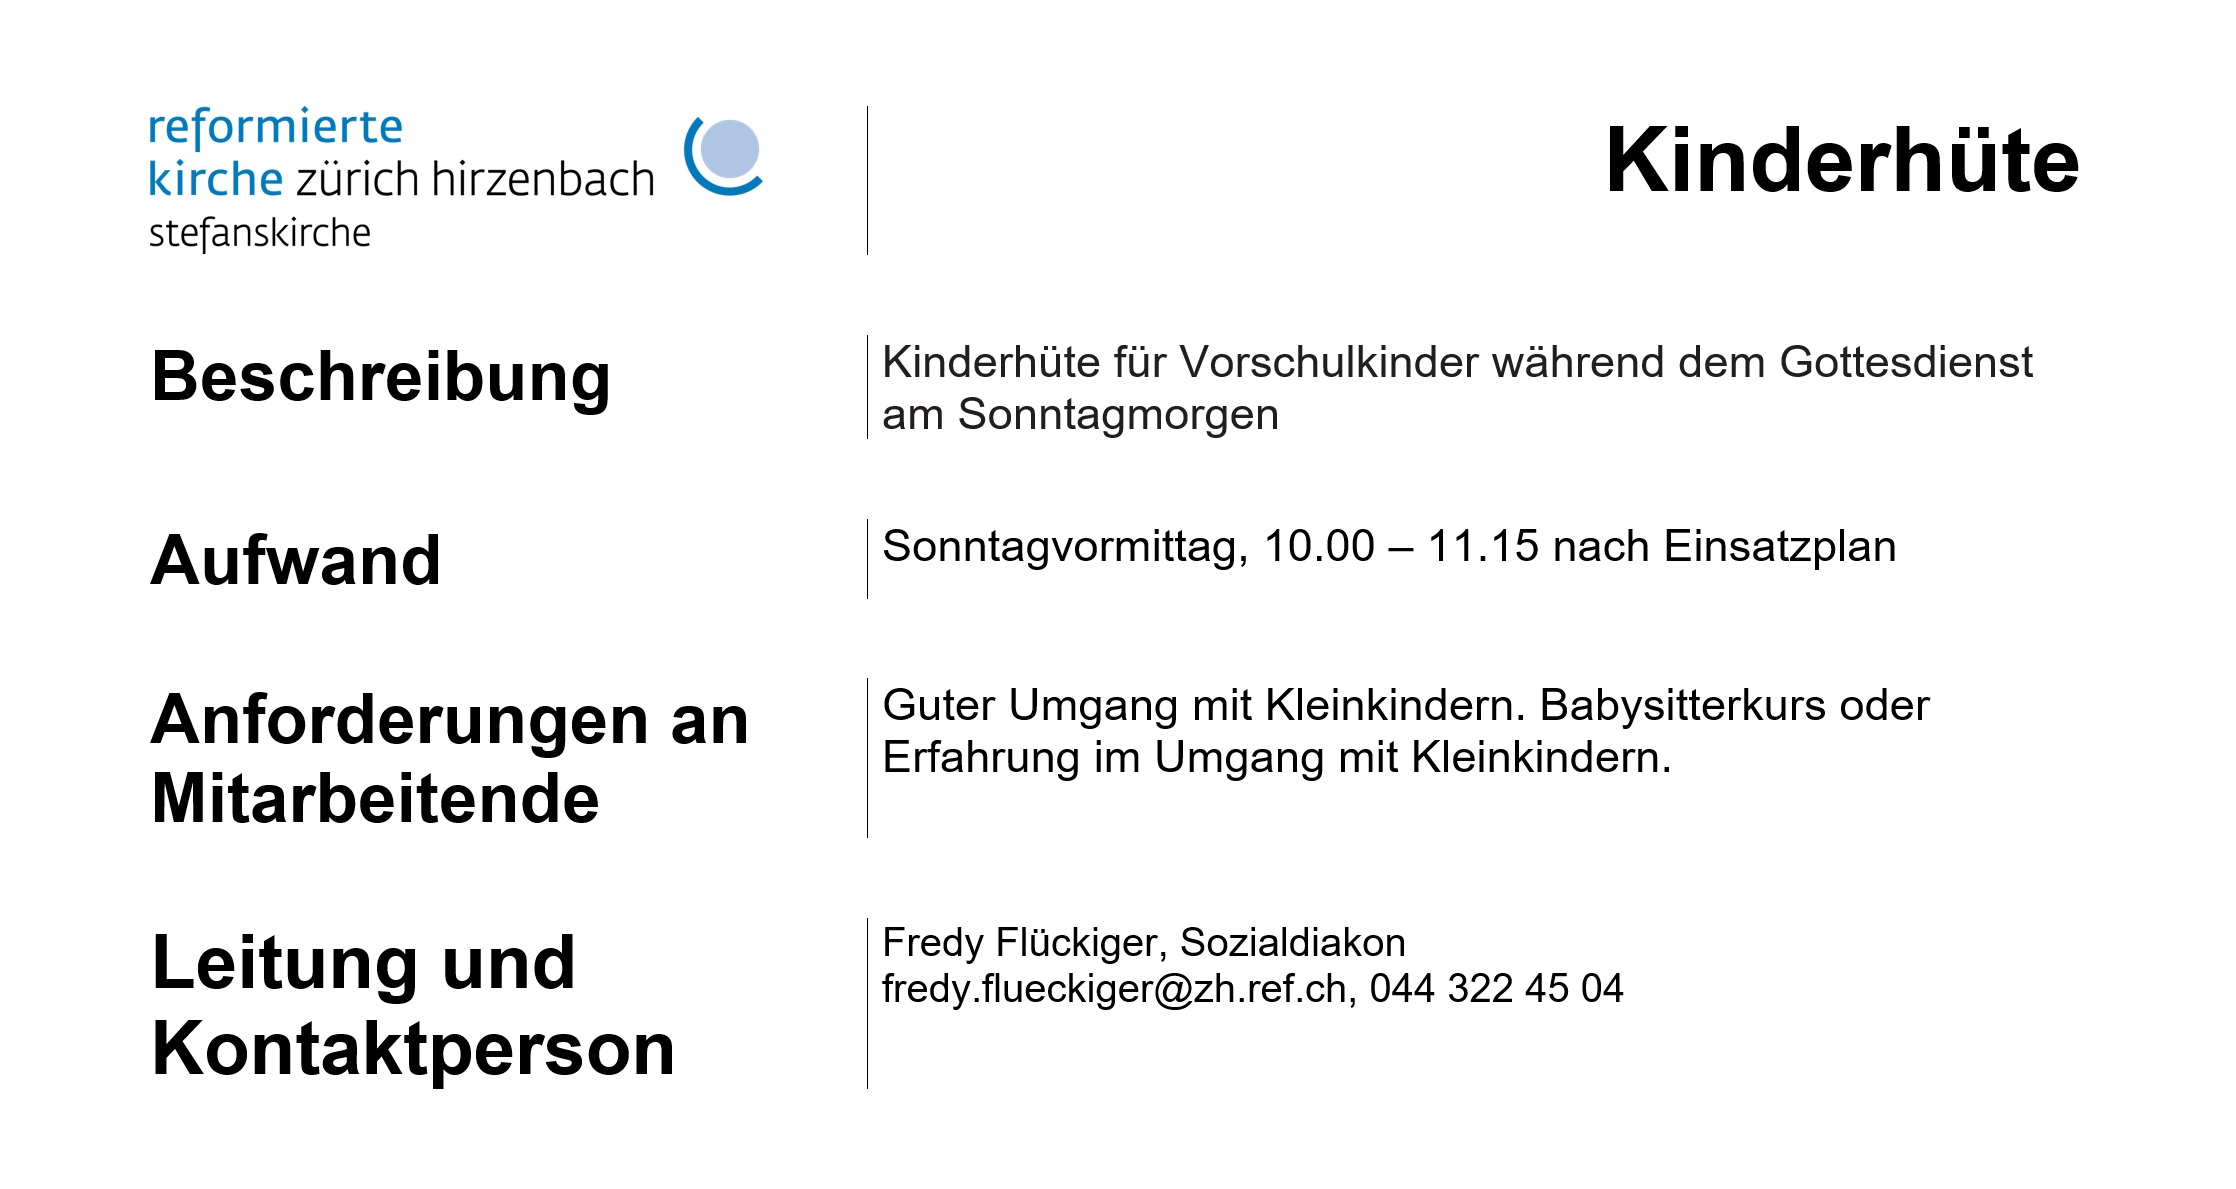 reformierte
kirche zürich hirzenbach
stefanskirche
Kinderhüte
Beschreibung
Kinderhüte für Vorschulkinder während dem Gottesdienst
am Sonntagmorgen
Aufwand
Sonntagvormittag, 10.00 – 11.15 nach Einsatzplan
Anforderungen an
Mitarbeitende
Guter Umgang mit Kleinkindern. Babysitterkurs oder
Erfahrung im Umgang mit Kleinkindern.
Leitung und
Kontaktperson
Fredy Flückiger, Sozialdiakon
fredy.flueckiger@zh.ref.ch, 044 322 45 04